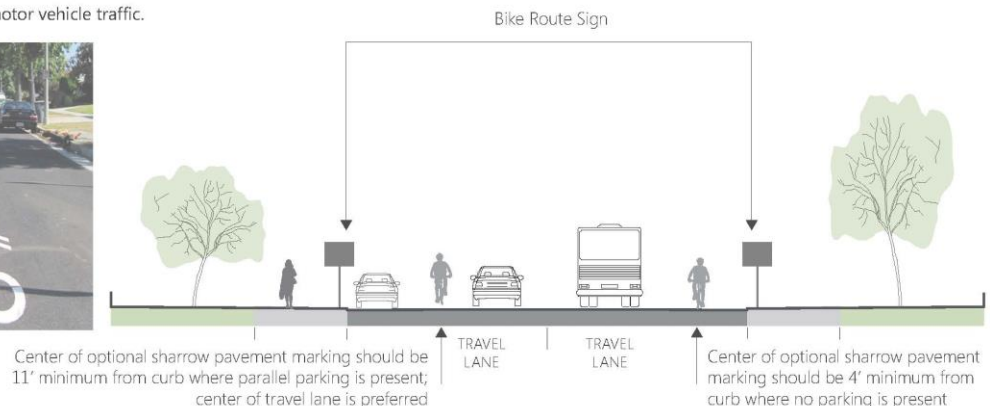 motor vehicle traffic.
Bike Route Sign
TRAVEL
LANE
TRAVEL
LANE
Center of optional sharrow pavement marking should be
11' minimum from curb where parallel parking is present;
center of travel lane is preferred
Center of optional sharrow pavement
marking should be 4' minimum from
curb where no parking is present